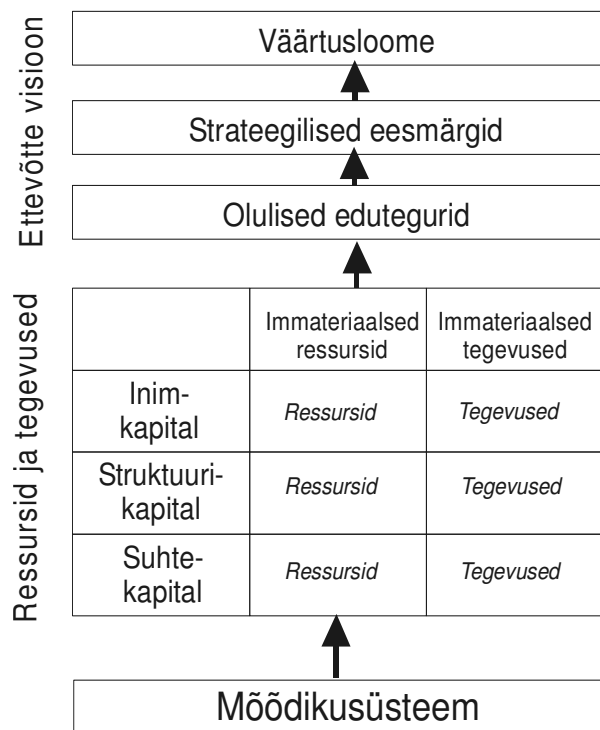 Ettevõtte visioon
Väärtusloome
Strateegilised eesmärgid
Olulised edutegurid
Ressursid ja tegevused
Immateriaalsed
ressursid
Immateriaalsed
tegevused
Inim-
kapital
Ressursid
Tegevused
Struktuuri-
kapital
Ressursid
Tegevused
Suhte-
kapital
Ressursid
Tegevused
Mõõdikusüsteem